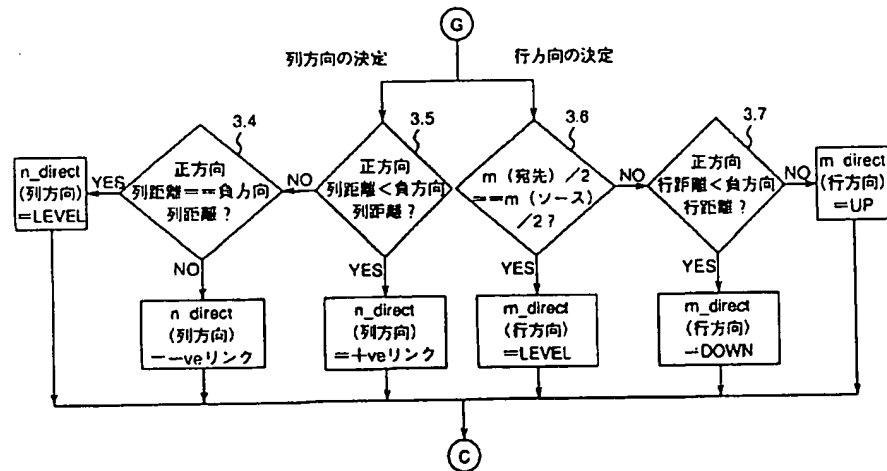 G
列方向の決定
行方向の決定
3.4
3.5
3.6
3.7
正方向
列距離==負方向
列距離?
YES
NO
n_direct
(列方向)
=LEVEL
正方向
列距離<負方向
列距離?
NO
YES
m(宛先)/2
==m(ソース)
/2?
NO
YES
正方向
行距離<負方向
行距離?
NO
YES
m_direct
(行方向)
=UP
n_direct
(列方向)
=-veリンク
n_direct
(列方向)
=+veリンク
m_direct
(行方向)
=LEVEL
m_direct
(行方向)
=DOWN
C